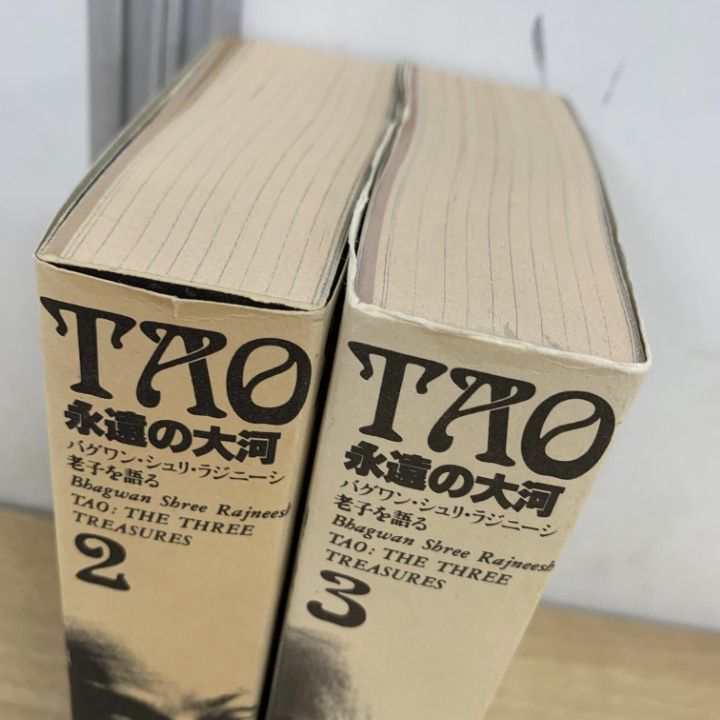 TAO
永遠の大河
バグワン・シュリ・ラジニーシ
老子を語る
Bhagwan Shree Rajneesh
TAO: THE THREE
TREASURES
2
TAO
永遠の大河
バグワン・シュリ・ラジニーシ
老子を語る
Bhagwan Shree Rajneesh
TAO: THE THREE
TREASURES
3